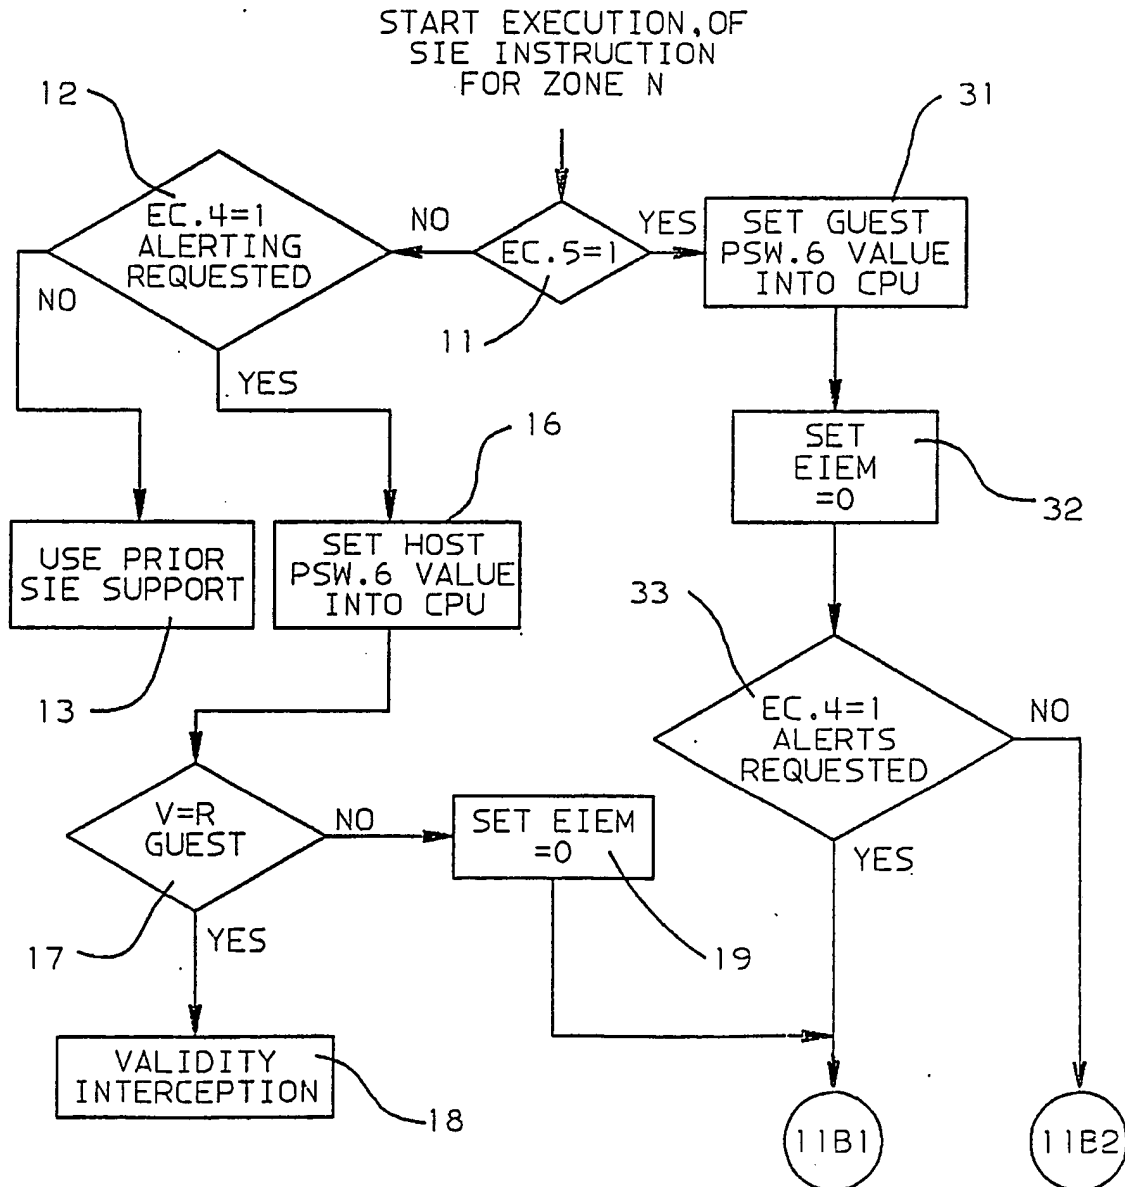 START EXECUTION,OF
SIE INSTRUCTION
FOR ZONE N
12
31
EC.4=1
ALERTING
REQUESTED
NO
EC.5=1
YES
SET GUEST
PSW.6 VALUE
INTO CPU
NO
11
YES
16
SET
EIEM
=0
32
USE PRIOR
SIE SUPPORT
SET HOST
PSW.6 VALUE
INTO CPU
33
13
EC.4=1
ALERTS
REQUESTED
NO
V=R
GUEST
NO
SET EIEM
=0
YES
17
YES
19
VALIDITY
INTERCEPTION
18
11B1
11B2